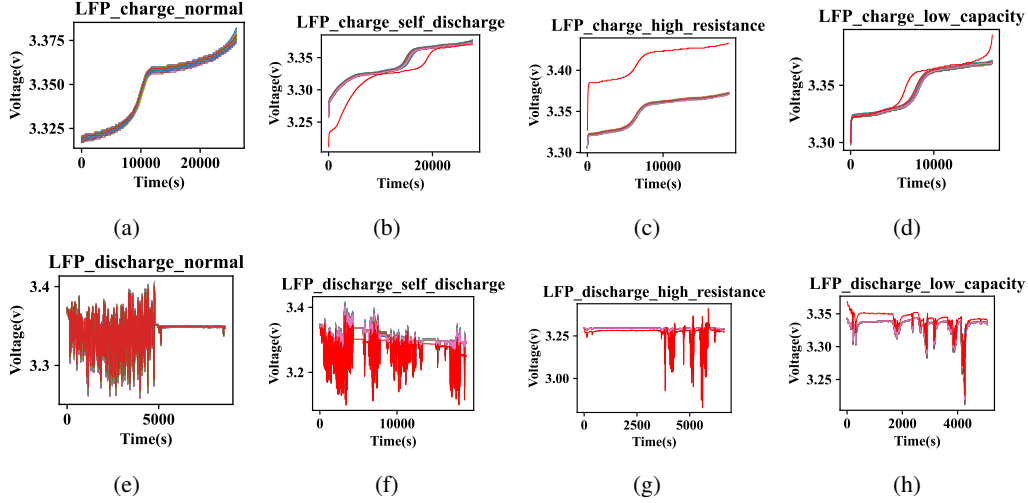 LFP_charge_normal
Voltage(v)
3.375
3.350
3.325
0 10000 20000
Time(s)
(a)
LFP_charge_self_discharge
Voltage(v)
3.35
3.30
3.25
0 20000
Time(s)
(b)
LFP_charge_high_resistance
Voltage(v)
3.40
3.35
3.30
0 10000
Time(s)
(c)
LFP_charge_low_capacity
Voltage(v)
3.35
3.30
0 10000
Time(s)
(d)
LFP_discharge_normal
Voltage(v)
3.4
3.3
0 5000
Time(s)
(e)
LFP_discharge_self_discharge
Voltage(v)
3.4
3.2
0 10000
Time(s)
(f)
LFP_discharge_high_resistance
Voltage(v)
3.25
3.00
0 2500 5000
Time(s)
(g)
LFP_discharge_low_capacity
Voltage(v)
3.35
3.30
3.25
0 2000 4000
Time(s)
(h)